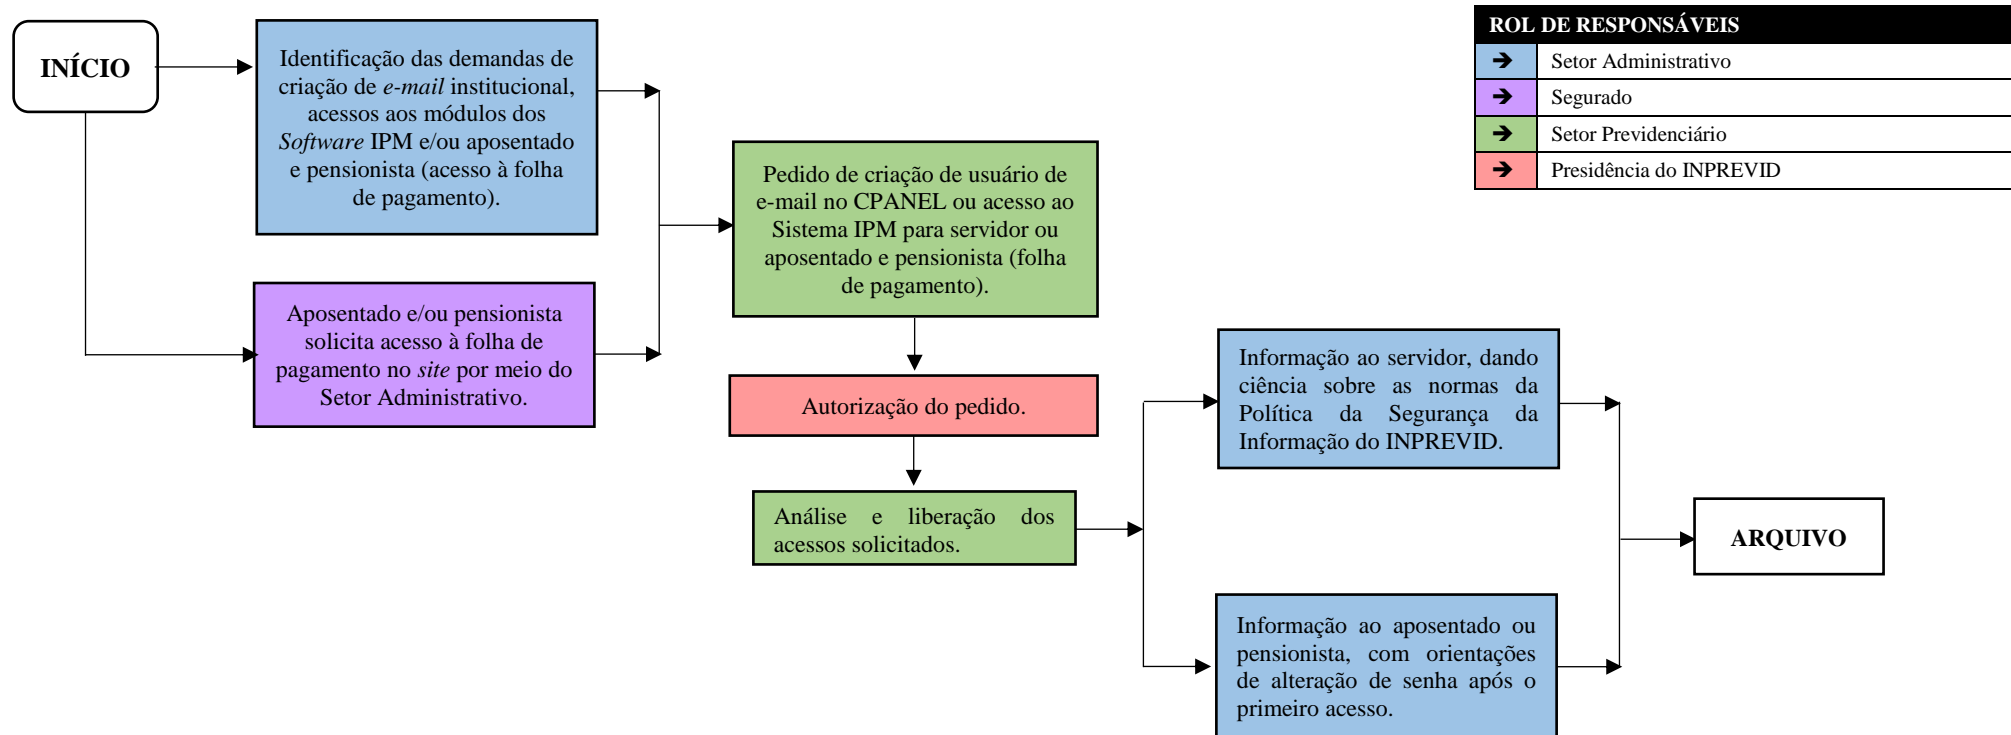 INÍCIO
Identificação das demandas de
criação de e-mail institucional,
acessos aos módulos dos
Software IPM e/ou aposentado
e pensionista (acesso à folha
de pagamento).
Aposentado e/ou pensionista
solicita acesso à folha de
pagamento no site por meio do
Setor Administrativo.
Pedido de criação de usuário de
e-mail no CPANEL ou acesso ao
Sistema IPM para servidor ou
aposentado e pensionista (folha
de pagamento).
Autorização do pedido.
Análise e liberação dos
acessos solicitados.
Informação ao servidor, dando
ciência sobre as normas da
Política da Segurança da
Informação do INPREVID.
Informação ao aposentado ou
pensionista, com orientações
de alteração de senha após o
primeiro acesso.
ARQUIVO
ROL DE RESPONSÁVEIS
➔ Setor Administrativo
➔ Segurado
➔ Setor Previdenciário
➔ Presidência do INPREVID